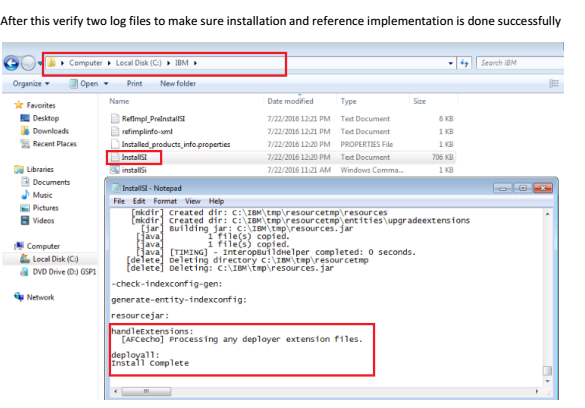 After this verify two log files to make sure installation and reference implementation is done successfully
Computer ▸ Local Disk (C:) ▸ IBM ▸
Search IBM
Organize ▾ Open ▾ Print New folder
Name Date modified Type Size
Favorites
Desktop
Downloads
Recent Places
Libraries
Documents
Music
Pictures
Videos
Computer
Local Disk (C:)
DVD Drive (D:) GSP1
Network
RefImpl_PreInstallSI 7/22/2016 12:21 PM Text Document 6 KB
refimplinfo-xml 7/22/2016 12:21 PM Text Document 1 KB
Installed_products_info.properties 7/22/2016 12:20 PM PROPERTIES File 1 KB
InstallSI 7/22/2016 12:20 PM Text Document 706 KB
installSi 7/22/2016 11:21 AM Windows Comma... 1 KB
InstallSI - Notepad
File Edit Format View Help
[mkdir] Created dir: C:\IBM\tmp\resourcetmp\resources
[mkdir] Created dir: C:\IBM\tmp\resourcetmp\entities\upgradeextensions
[jar] Building jar: C:\IBM\tmp\resources.jar
[java] 1 file(s) copied.
[java] 1 file(s) copied.
[java] [TIMING] - InteropBuildHelper completed: 0 seconds.
[delete] Deleting directory C:\IBM\tmp\resourcetmp
[delete] Deleting: C:\IBM\tmp\resources.jar
-check-indexconfig-gen:
generate-entity-indexconfig:
resourcejar:
handleExtensions:
[AFCecho] Processing any deployer extension files.
deployall:
Install Complete